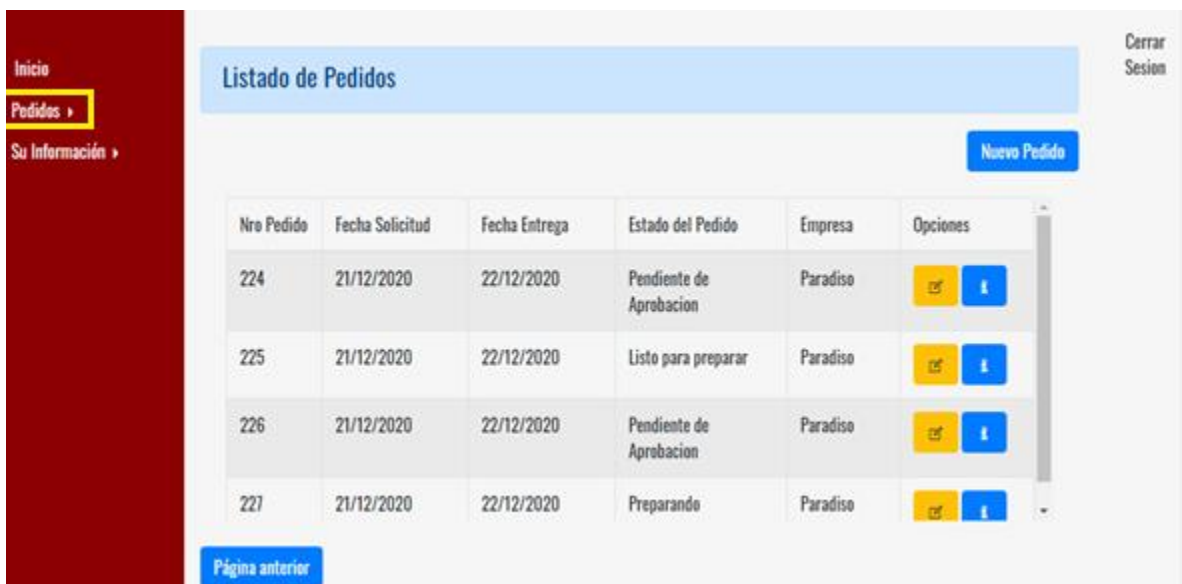 Cerrar
Sesion
Inicio
Pedidos
Su Información
Listado de Pedidos
Nuevo Pedido
Nro Pedido Fecha Solicitud Fecha Entrega Estado del Pedido Empresa Opciones
224 21/12/2020 22/12/2020 Pendiente de Aprobacion Paradiso
225 21/12/2020 22/12/2020 Listo para preparar Paradiso
226 21/12/2020 22/12/2020 Pendiente de Aprobacion Paradiso
227 21/12/2020 22/12/2020 Preparando Paradiso
Página anterior